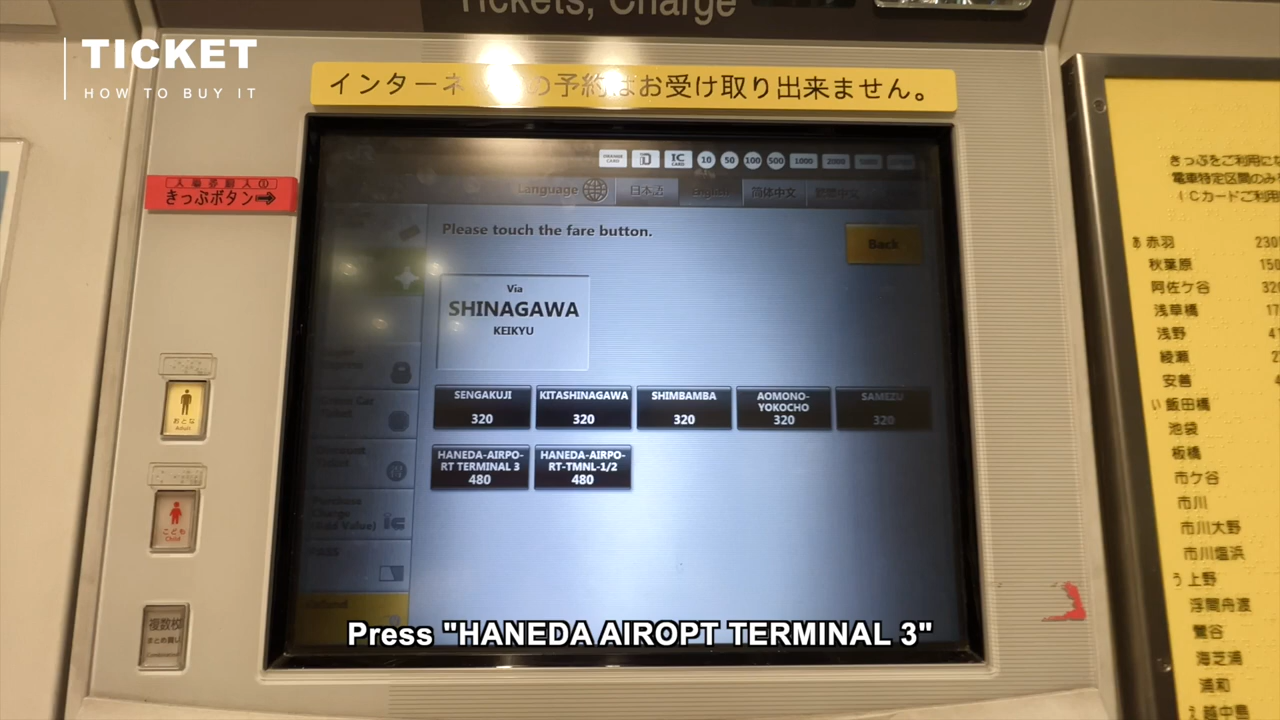 Tickets, Charge
TICKET
HOW TO BUY IT
インターネットの予約はお受け取り出来ません。
きっぷボタン➡
IC
10 50 100 500 1000 2000
Language 日本語 English 简体中文 繁體中文
Please touch the fare button.
Back
Via
SHINAGAWA
KEIKYU
SENGAKUJI
320
KITASHINAGAWA
320
SHIMBAMBA
320
AOMONO-
YOKOCHO
320
SAMEZU
320
HANEDA-AIRPO-
RT TERMINAL 3
480
HANEDA-AIRPO-
RT-TMNL-1/2
480
おとな
Adult
こども
Child
複数枚
まとめ買い
Press "HANEDA AIROPT TERMINAL 3"
きっぷをご利用に
電車特定区間のみ
ICカードご利用
あ 赤羽 230
秋葉原 150
阿佐ケ谷 320
浅草橋 17
浅野 4
綾瀬 2
安善 4
い 飯田橋
池袋
板橋
市ケ谷
市川
市川大野
市川塩浜
う 上野
浮間舟渡
鶯谷
海芝浦
浦和
え 越中島